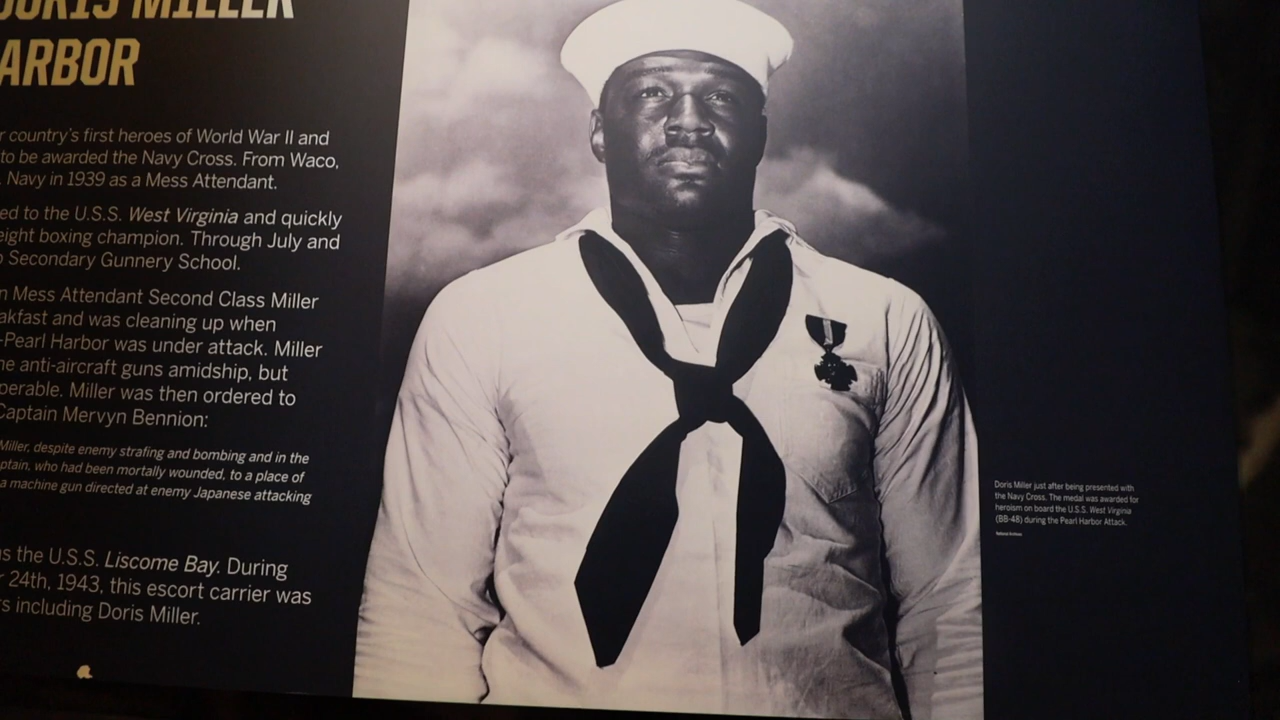 DORIS MILLER
ARBOR
r country's first heroes of World War II and
to be awarded the Navy Cross. From Waco,
. Navy in 1939 as a Mess Attendant.
ed to the U.S.S. West Virginia and quickly
eight boxing champion. Through July and
o Secondary Gunnery School.
n Mess Attendant Second Class Miller
akfast and was cleaning up when
-Pearl Harbor was under attack. Miller
ne anti-aircraft guns amidship, but
perable. Miller was then ordered to
Captain Mervyn Bennion:
Miller, despite enemy strafing and bombing and in the
ptain, who had been mortally wounded, to a place of
a machine gun directed at enemy Japanese attacking
s the U.S.S. Liscome Bay. During
r 24th, 1943, this escort carrier was
rs including Doris Miller.
Doris Miller just after being presented with
the Navy Cross. The medal was awarded for
heroism on board the U.S.S. West Virginia
(BB-48) during the Pearl Harbor Attack.
National Archives